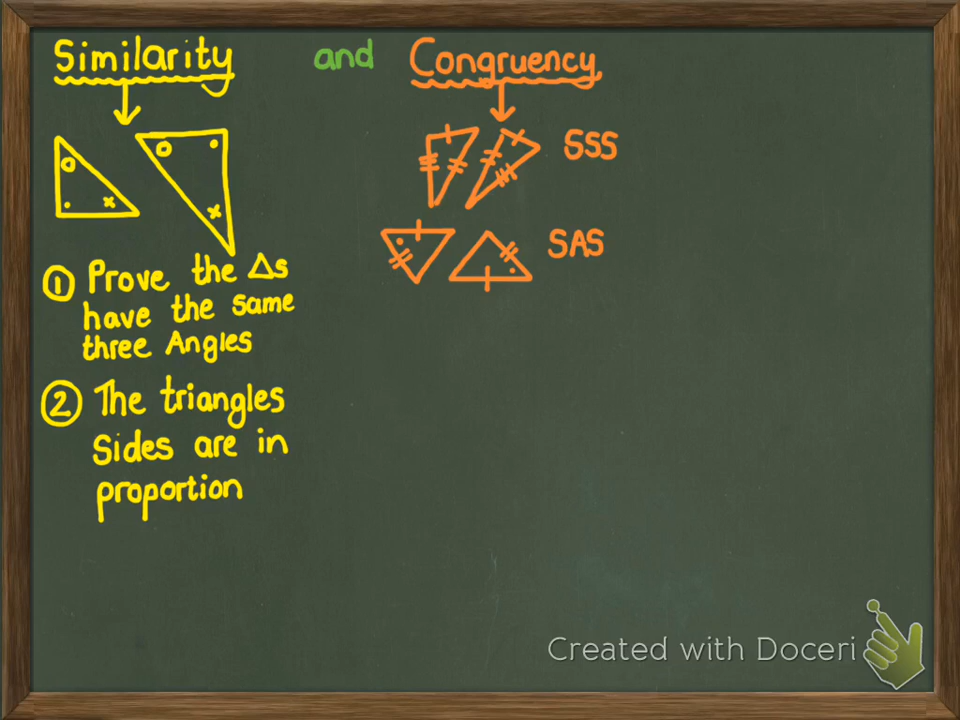 Similarity and Congruency
SSS
SAS
① Prove the Δs
have the same
three Angles
② The triangles
Sides are in
proportion
Created with Doceri